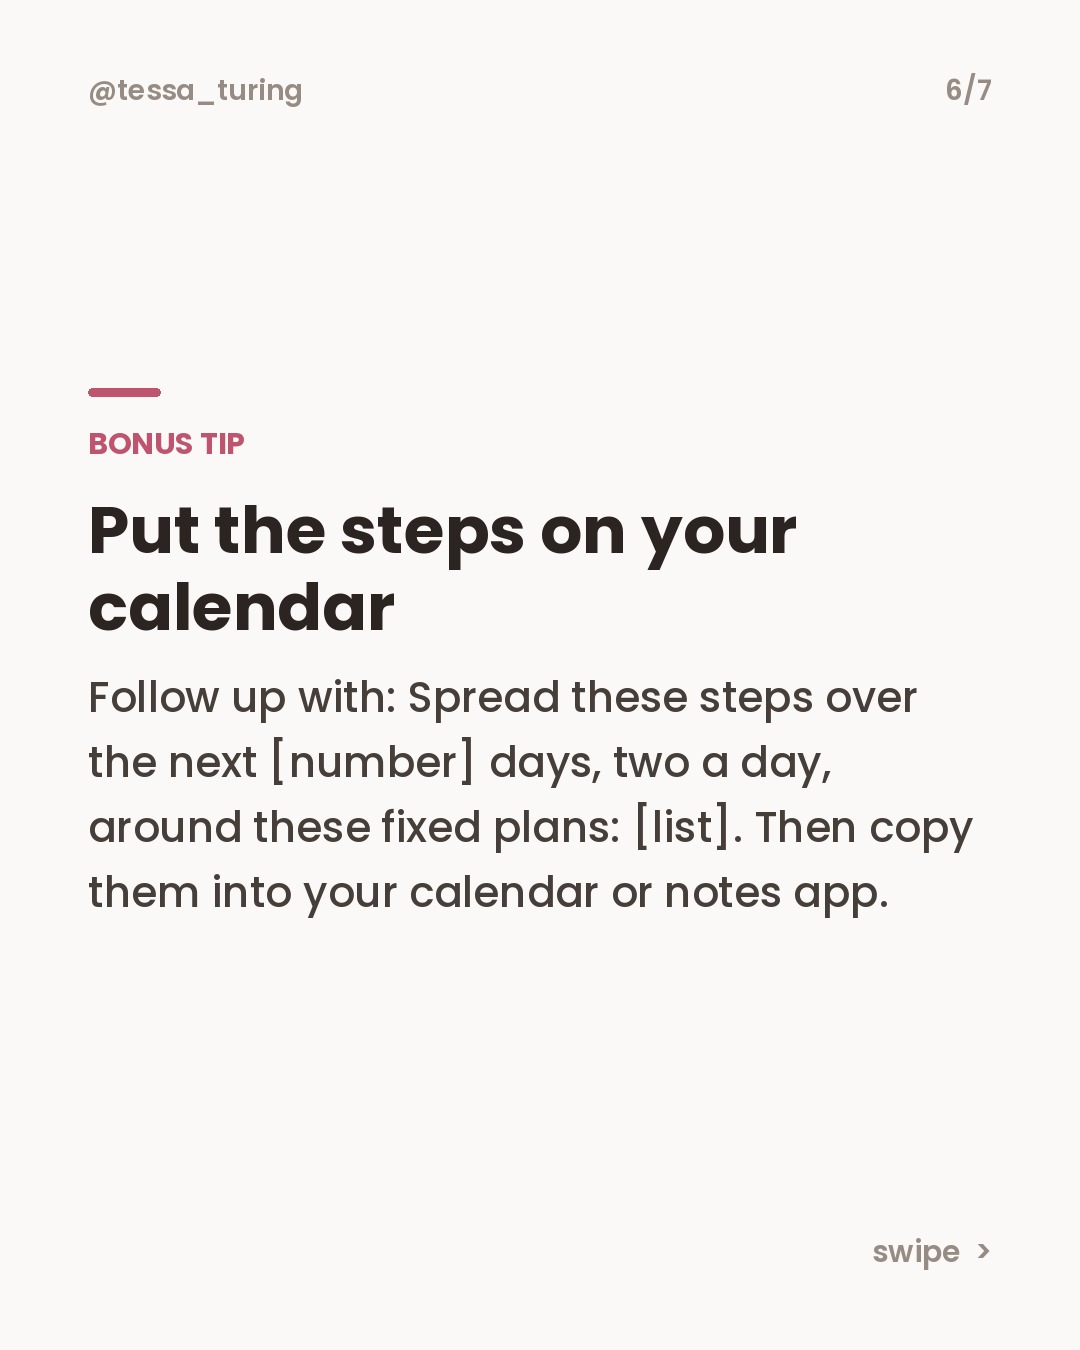 @tessa_turing
6/7
BONUS TIP
Put the steps on your
calendar
Follow up with: Spread these steps over
the next [number] days, two a day,
around these fixed plans: [list]. Then copy
them into your calendar or notes app.
swipe >